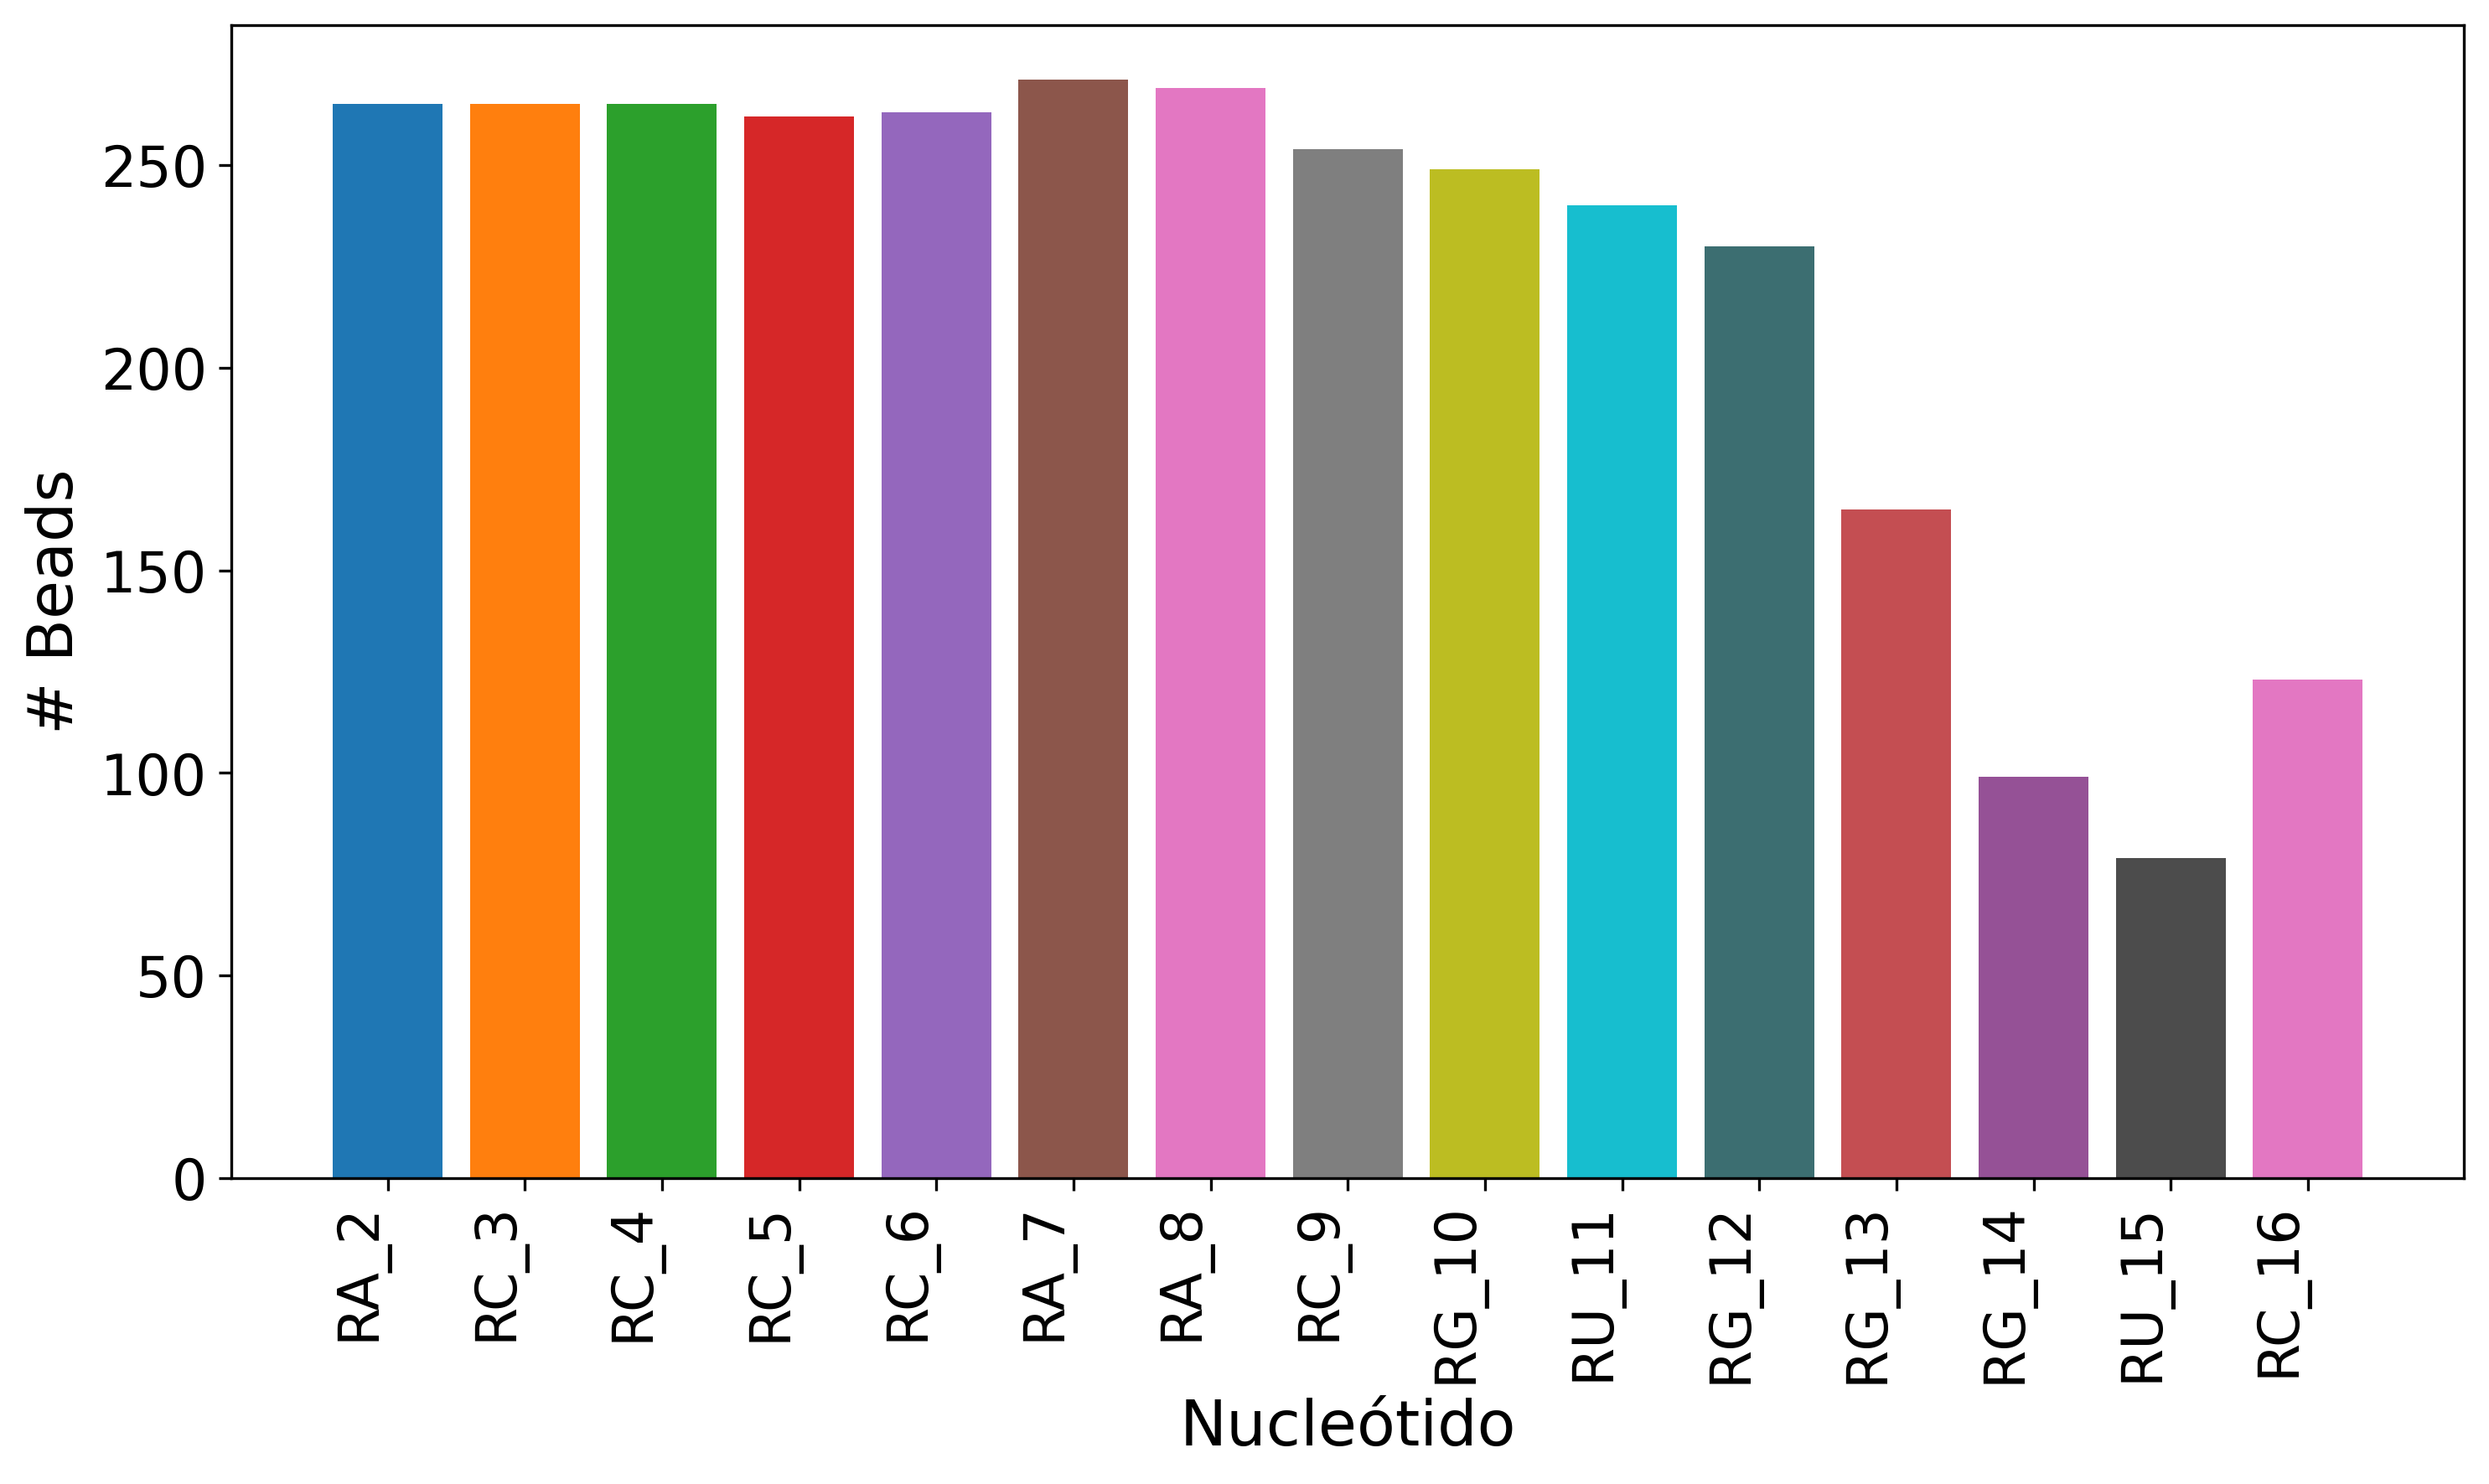 # Beads
250
200
150
100
50
0
RA_2
RC_3
RC_4
RC_5
RC_6
RA_7
RA_8
RC_9
RG_10
RU_11
RG_12
RG_13
RG_14
RU_15
RC_16
Nucleótido